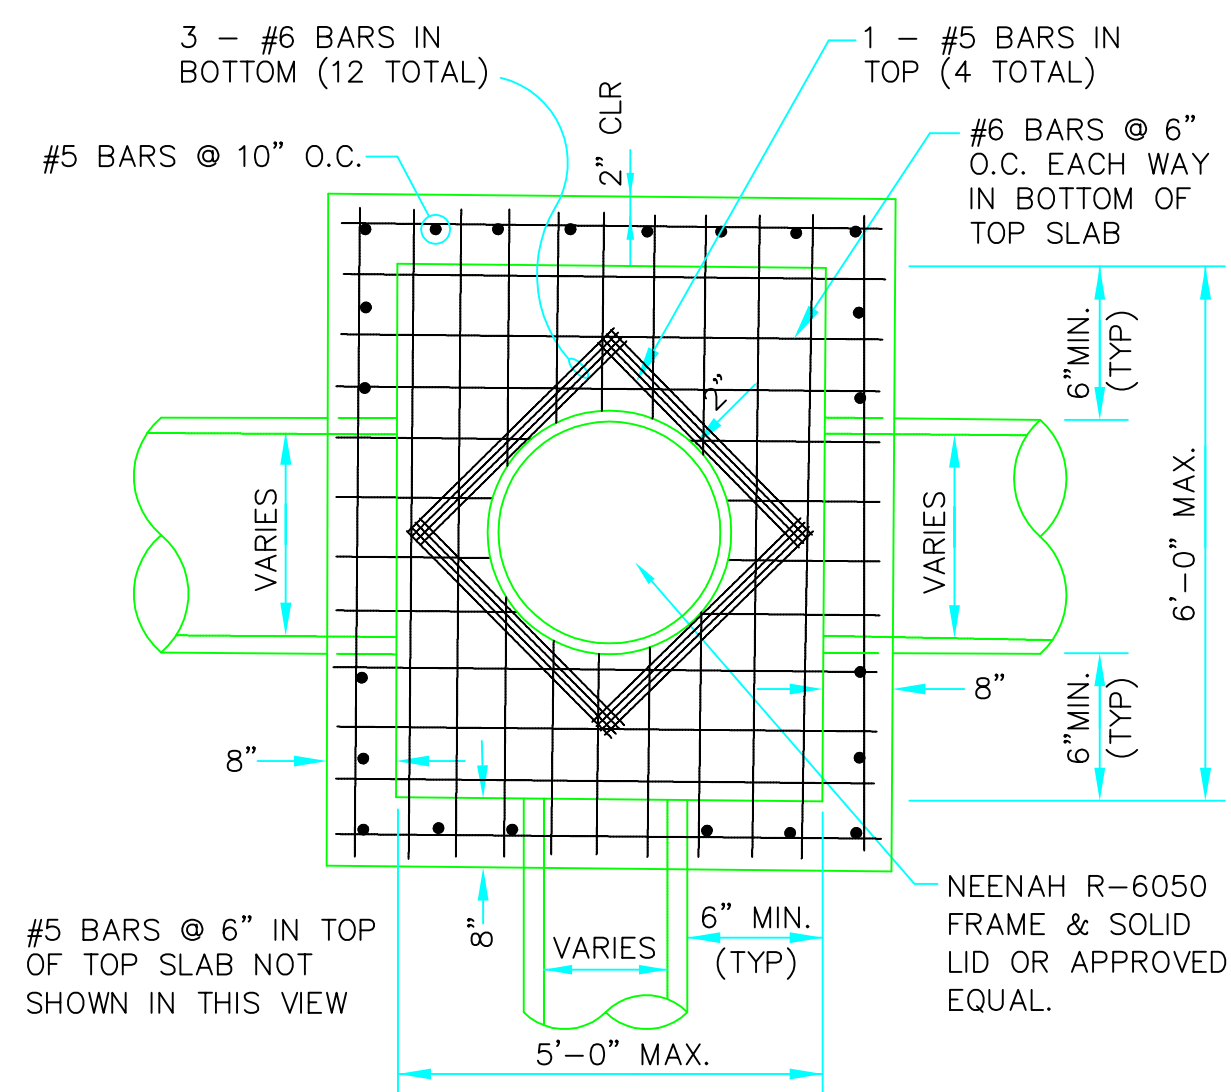 3 – #6 BARS IN
BOTTOM (12 TOTAL)
1 – #5 BARS IN
TOP (4 TOTAL)
2” CLR
#5 BARS @ 10” O.C.
#6 BARS @ 6”
O.C. EACH WAY
IN BOTTOM OF
TOP SLAB
6”MIN.
(TYP)
2”
VARIES
VARIES
6’–0” MAX.
8”
6”MIN.
(TYP)
8”
#5 BARS @ 6” IN TOP
OF TOP SLAB NOT
SHOWN IN THIS VIEW
8”
VARIES
6” MIN.
(TYP)
NEENAH R–6050
FRAME & SOLID
LID OR APPROVED
EQUAL.
5’–0” MAX.